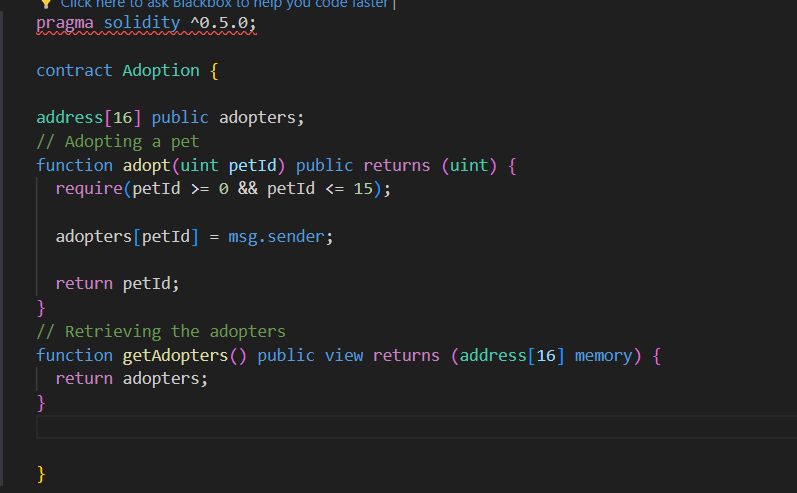 Click here to ask Blackbox to help you code faster
pragma solidity ^0.5.0;
contract Adoption {
address[16] public adopters;
// Adopting a pet
function adopt(uint petId) public returns (uint) {
require(petId >= 0 && petId <= 15);
adopters[petId] = msg.sender;
return petId;
}
// Retrieving the adopters
function getAdopters() public view returns (address[16] memory) {
return adopters;
}
}